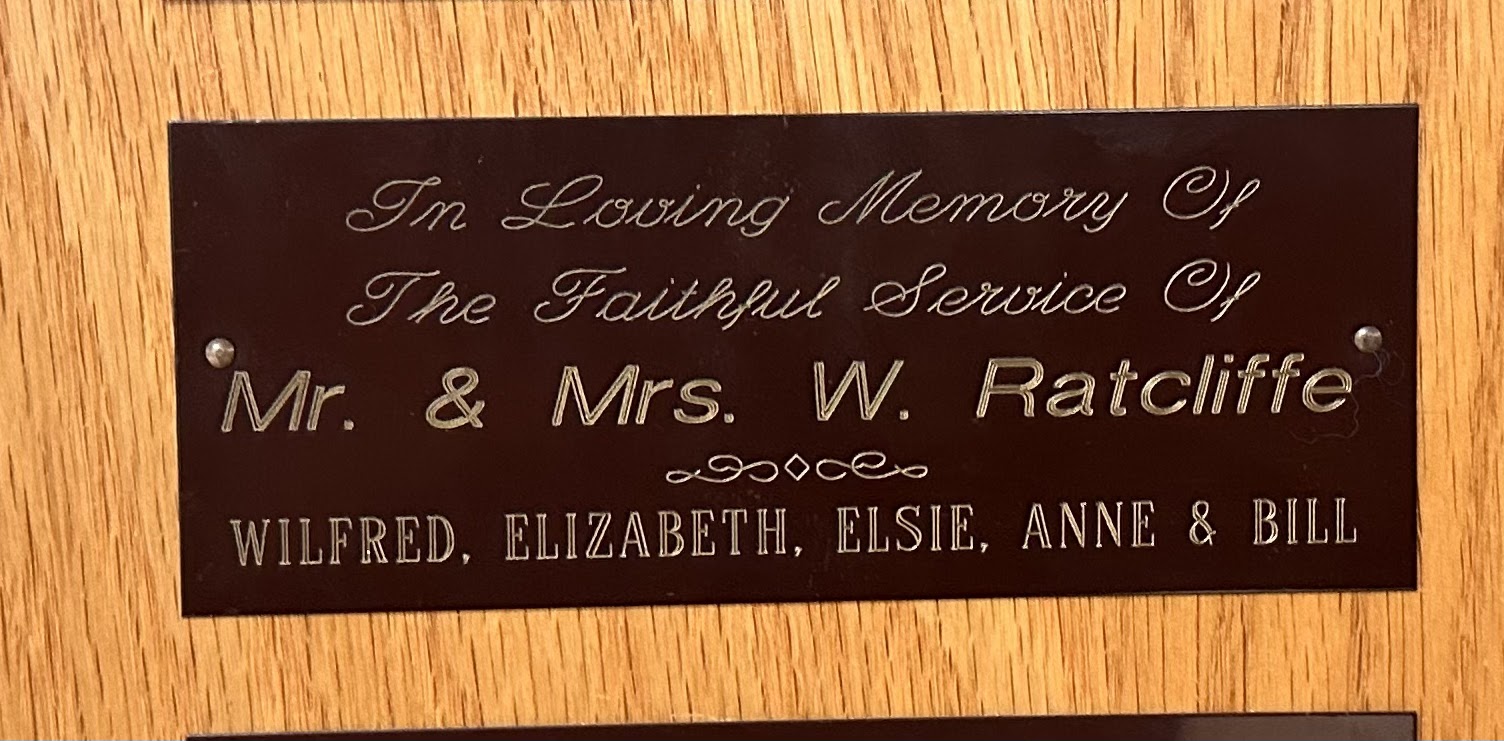 In Loving Memory Of
The Faithful Service Of
Mr. & Mrs. W. Ratcliffe
WILFRED, ELIZABETH, ELSIE, ANNE & BILL